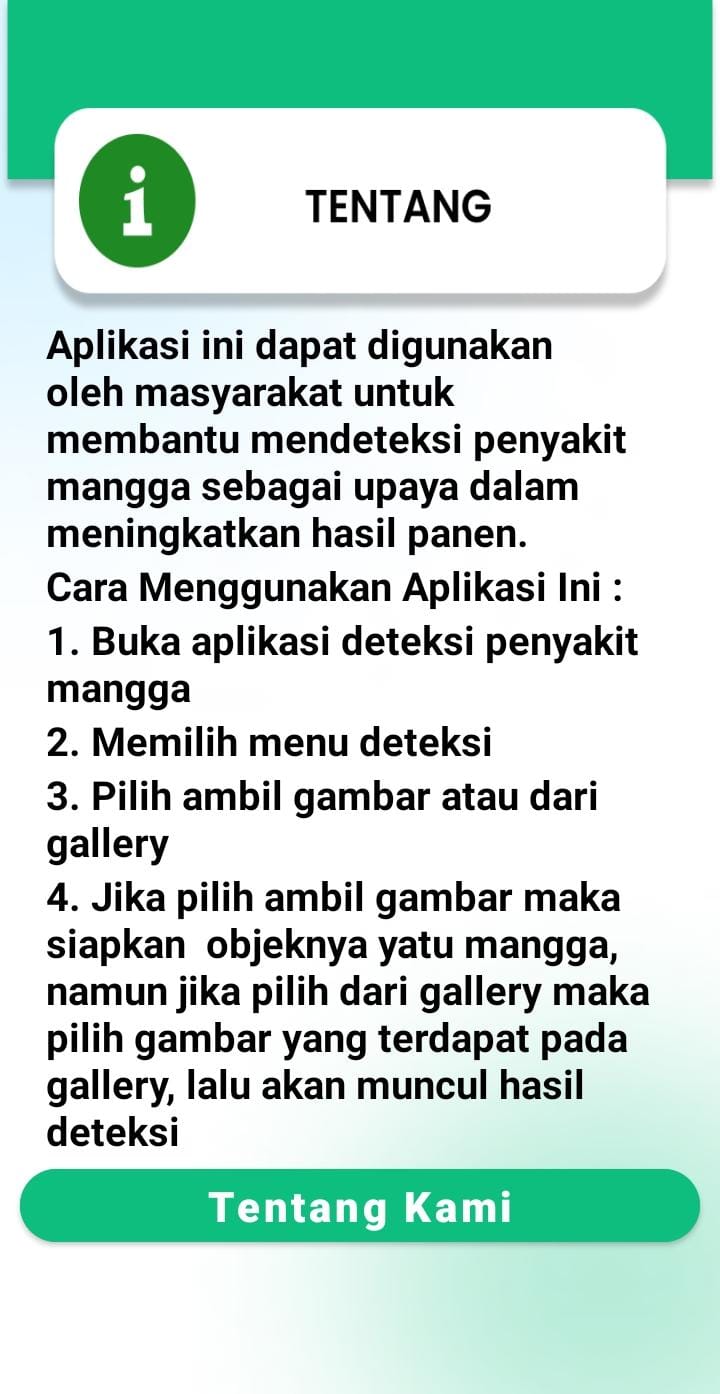 i
TENTANG
Aplikasi ini dapat digunakan
oleh masyarakat untuk
membantu mendeteksi penyakit
mangga sebagai upaya dalam
meningkatkan hasil panen.
Cara Menggunakan Aplikasi Ini :
1. Buka aplikasi deteksi penyakit
mangga
2. Memilih menu deteksi
3. Pilih ambil gambar atau dari
gallery
4. Jika pilih ambil gambar maka
siapkan  objeknya yatu mangga,
namun jika pilih dari gallery maka
pilih gambar yang terdapat pada
gallery, lalu akan muncul hasil
deteksi
Tentang Kami